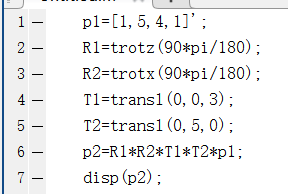 1 — p1=[1,5,4,1]';
2 — R1=trotz(90*pi/180);
3 — R2=trotx(90*pi/180);
4 — T1=transl(0,0,3);
5 — T2=transl(0,5,0);
6 — p2=R1*R2*T1*T2*p1;
7 — disp(p2);